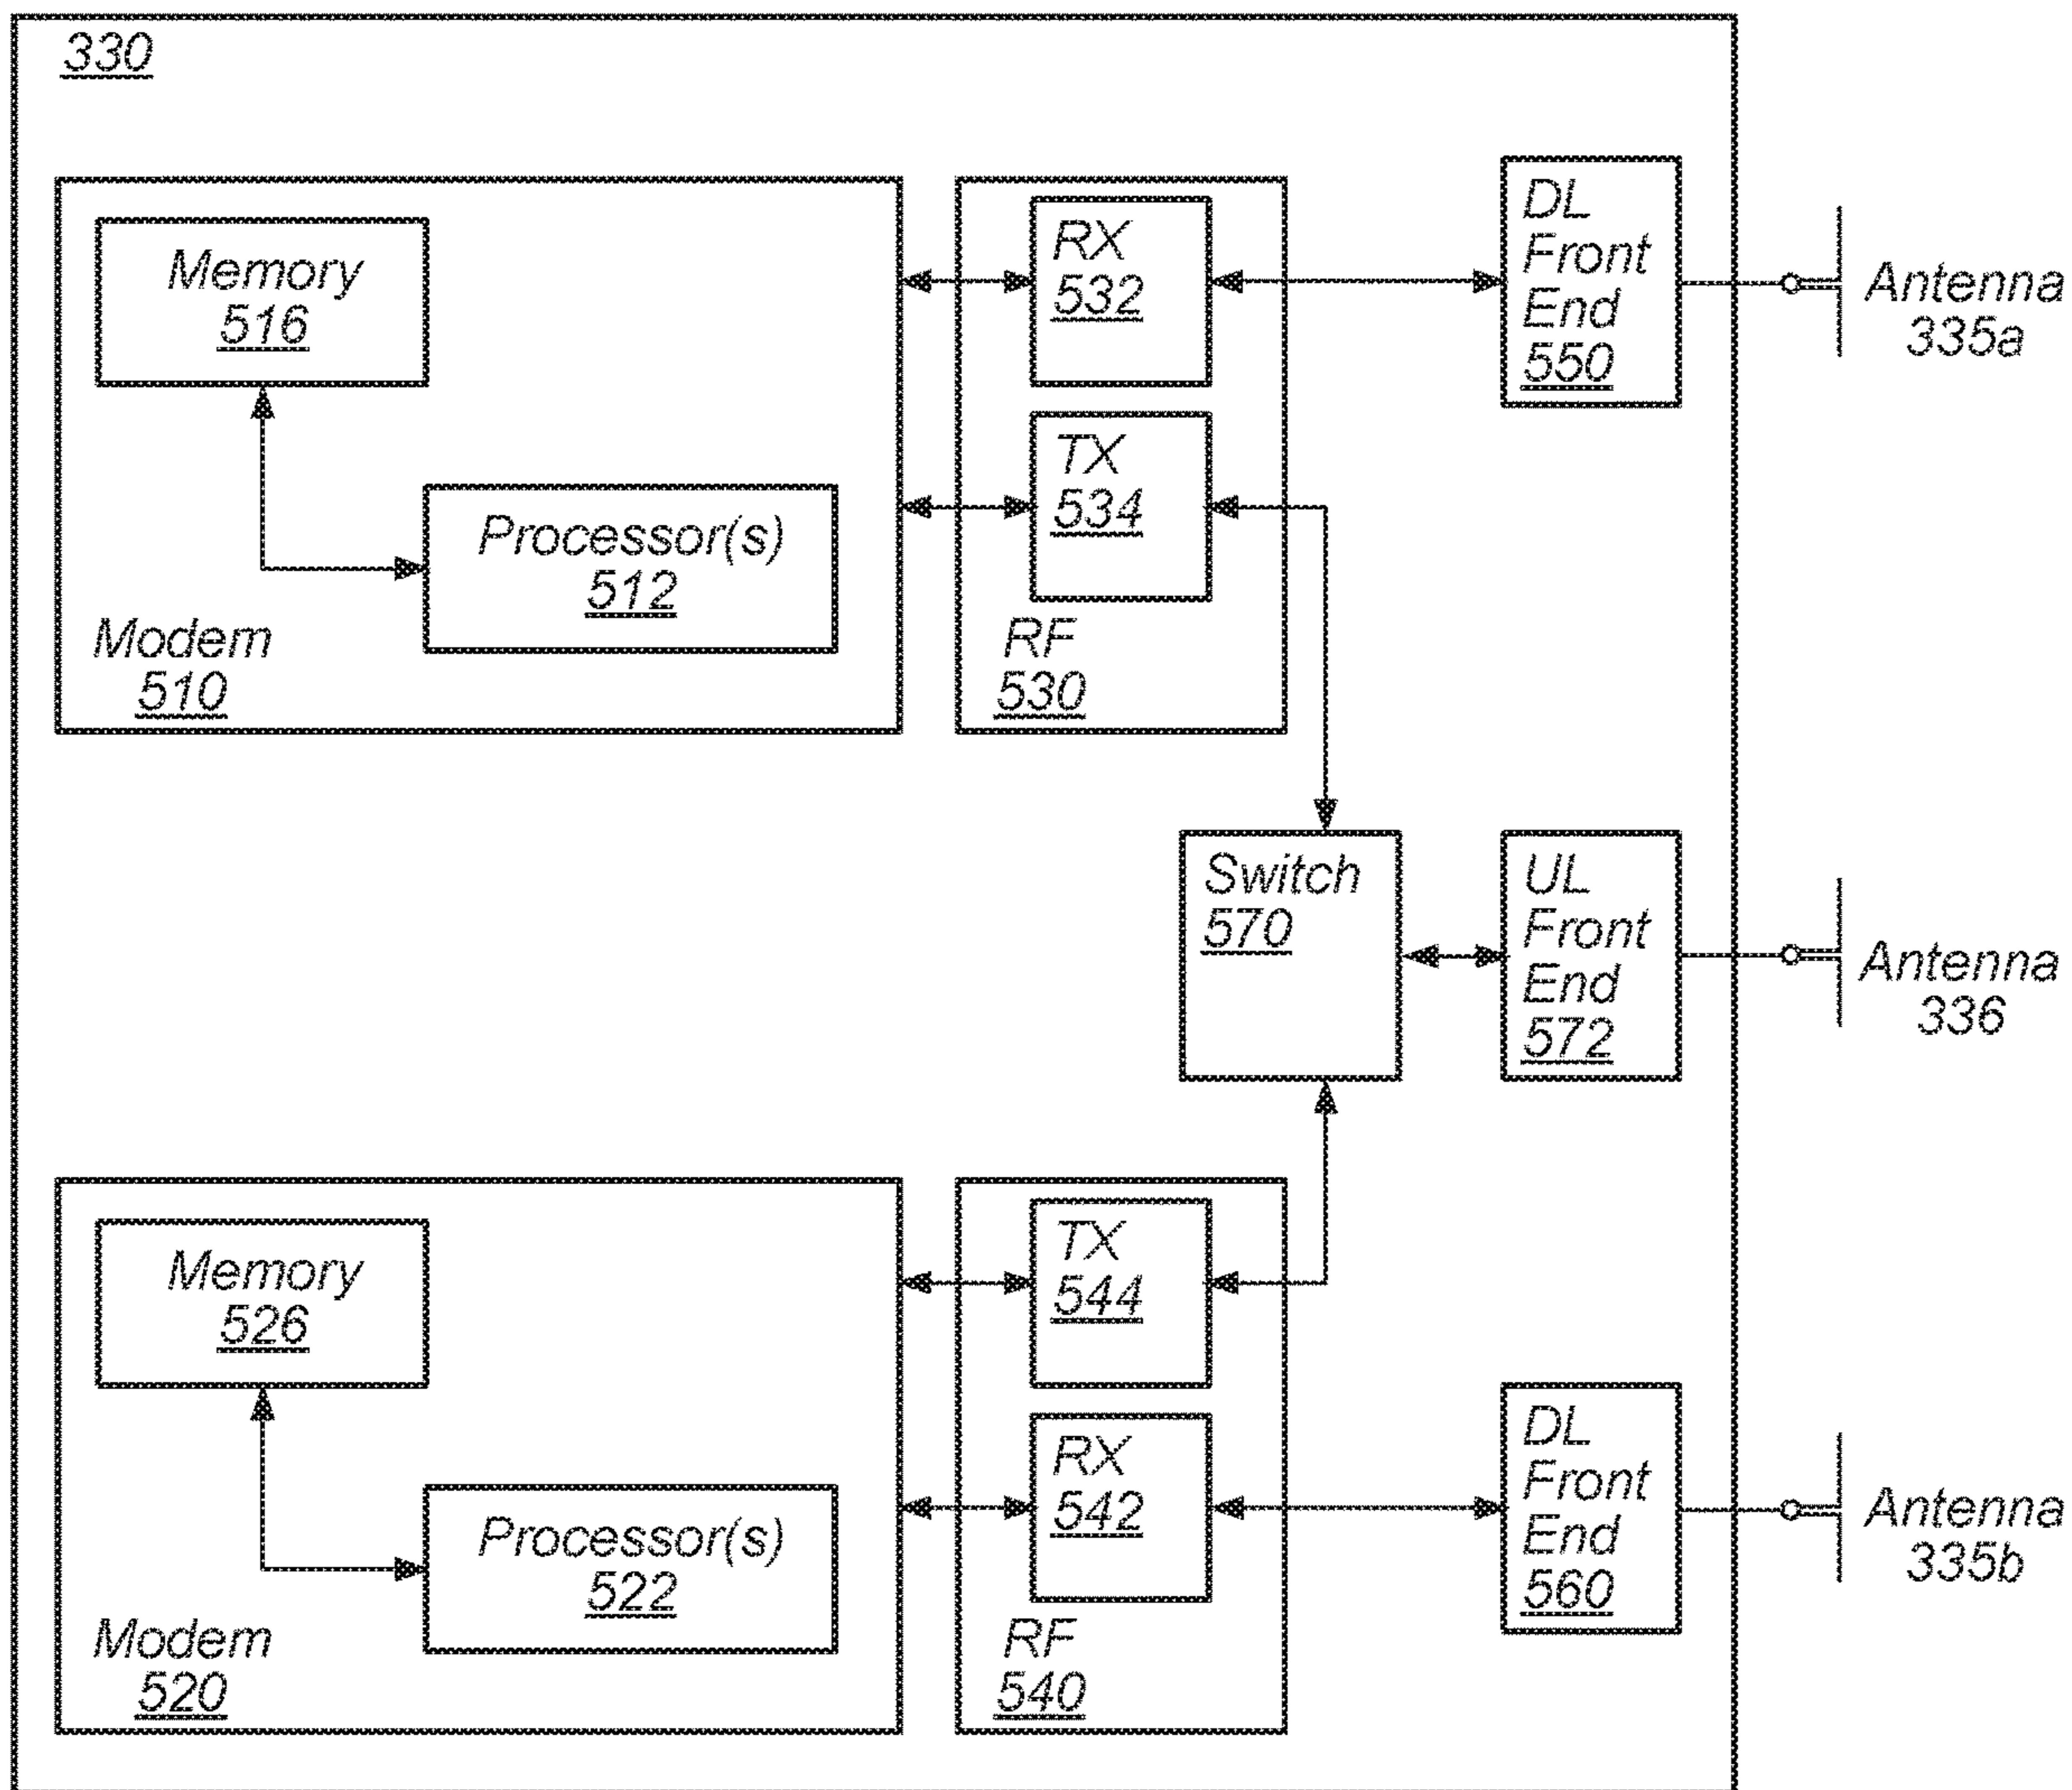 330
Memory
516
Processor(s)
512
Modem
510
RX
532
TX
534
RF
530
DL
Front
End
550
Antenna
335a
Switch
570
UL
Front
End
572
Antenna
336
Memory
526
Processor(s)
522
Modem
520
TX
544
RX
542
RF
540
DL
Front
End
560
Antenna
335b